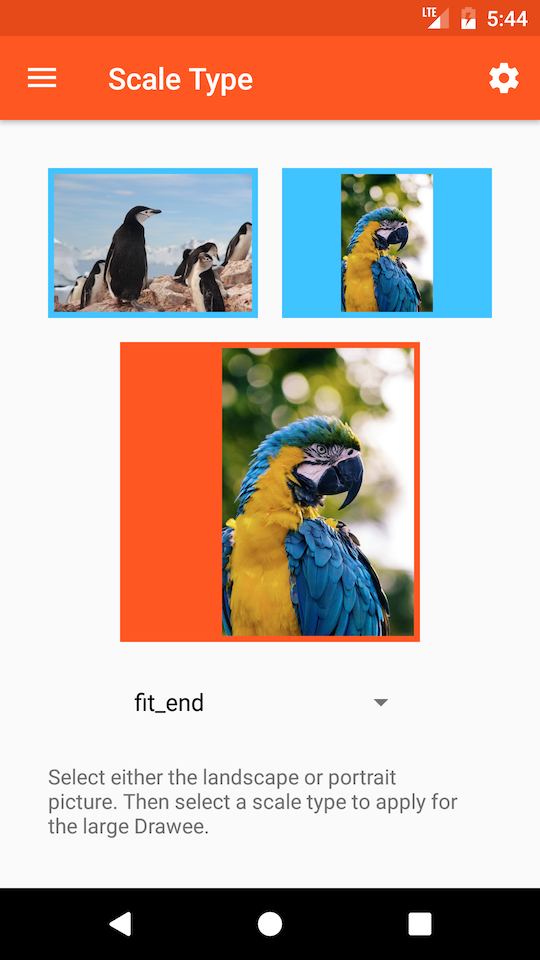 LTE 5:44
Scale Type
fit_end
Select either the landscape or portrait
picture. Then select a scale type to apply for
the large Drawee.